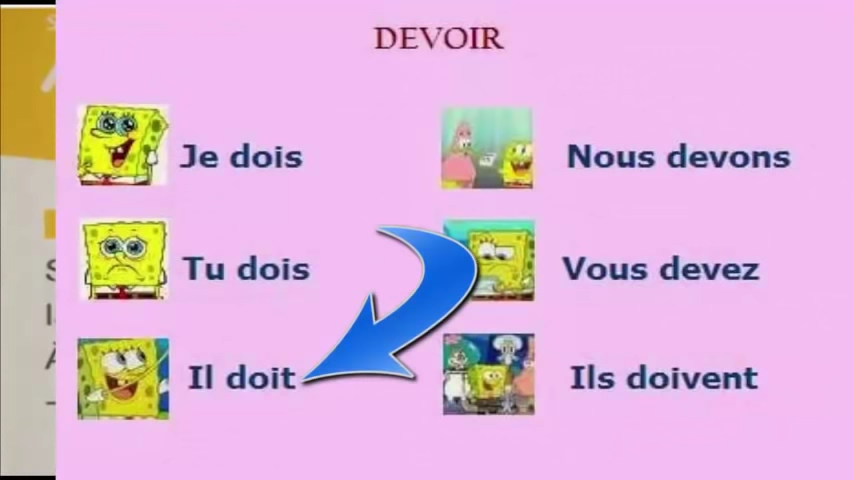 DEVOIR
Je dois
Tu dois
Il doit
Nous devons
Vous devez
Ils doivent